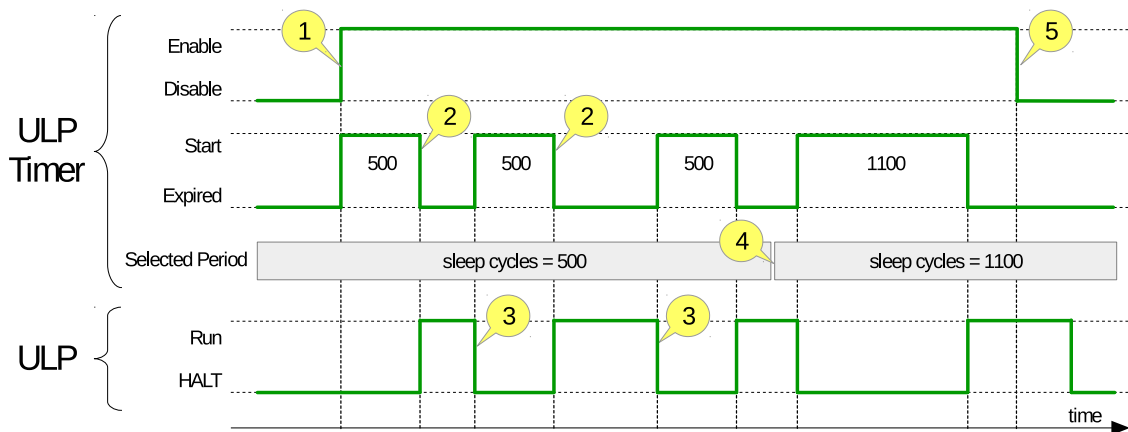 1
5
Enable
Disable
2
2
ULP
Timer
Start
500
500
500
1100
Expired
4
Selected Period
sleep cycles = 500
sleep cycles = 1100
3
3
ULP
Run
HALT
time